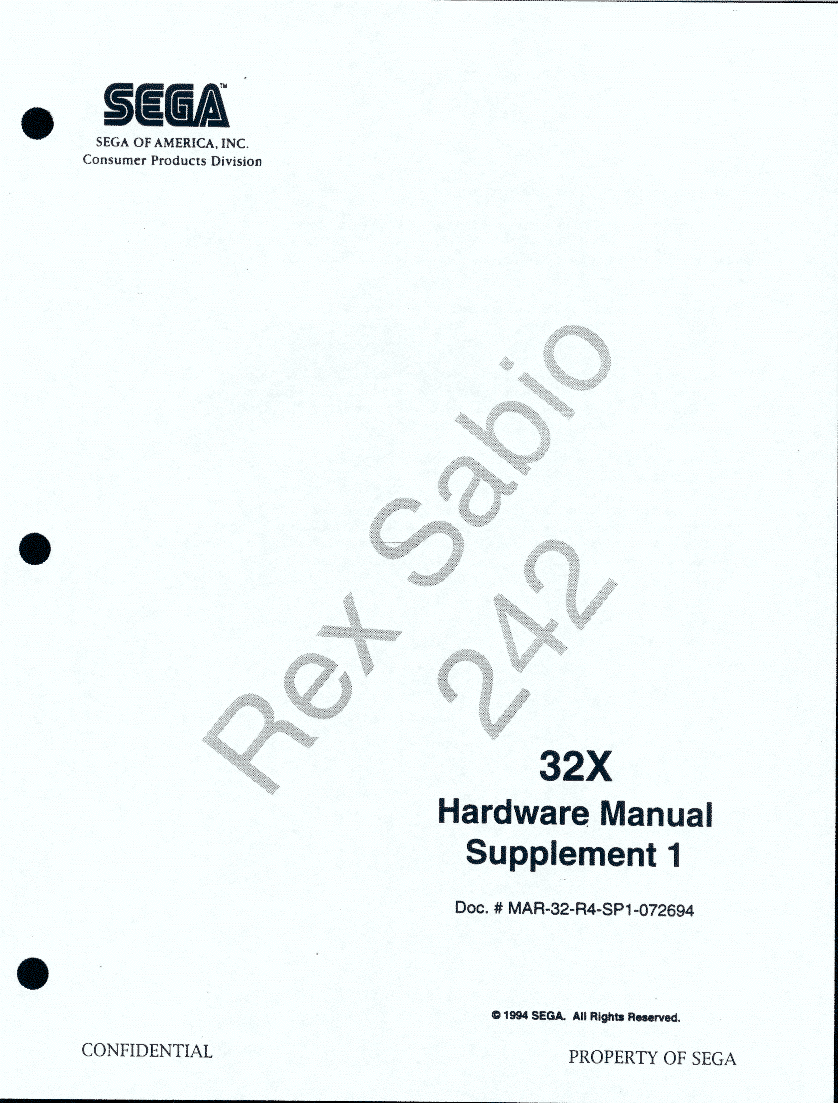 SEGA™
SEGA OF AMERICA, INC.
Consumer Products Division
Rex Sabio
242
32X
Hardware Manual
Supplement 1
Doc. # MAR-32-R4-SP1-072694
© 1994 SEGA. All Rights Reserved.
CONFIDENTIAL
PROPERTY OF SEGA